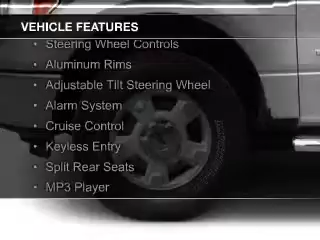 VEHICLE FEATURES
• Steering Wheel Controls
• Aluminum Rims
• Adjustable Tilt Steering Wheel
• Alarm System
• Cruise Control
• Keyless Entry
• Split Rear Seats
• MP3 Player